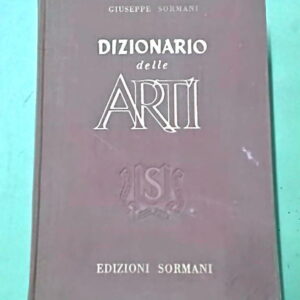 GIUSEPPE SORMANI
DIZIONARIO
delle
ARTI
S
EDIZIONI SORMANI